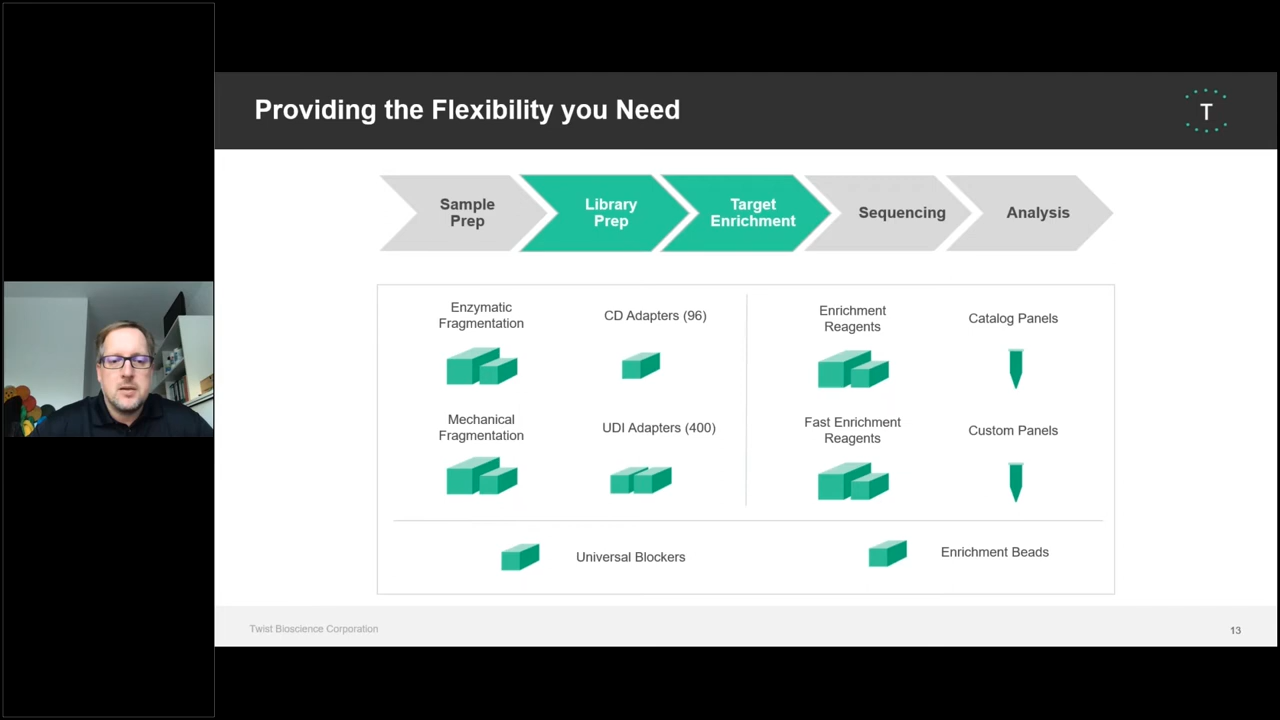 Providing the Flexibility you Need
T
Sample
Prep
Library
Prep
Target
Enrichment
Sequencing
Analysis
Enzymatic
Fragmentation
CD Adapters (96)
Enrichment
Reagents
Catalog Panels
Mechanical
Fragmentation
UDI Adapters (400)
Fast Enrichment
Reagents
Custom Panels
Universal Blockers
Enrichment Beads
Twist Bioscience Corporation
13